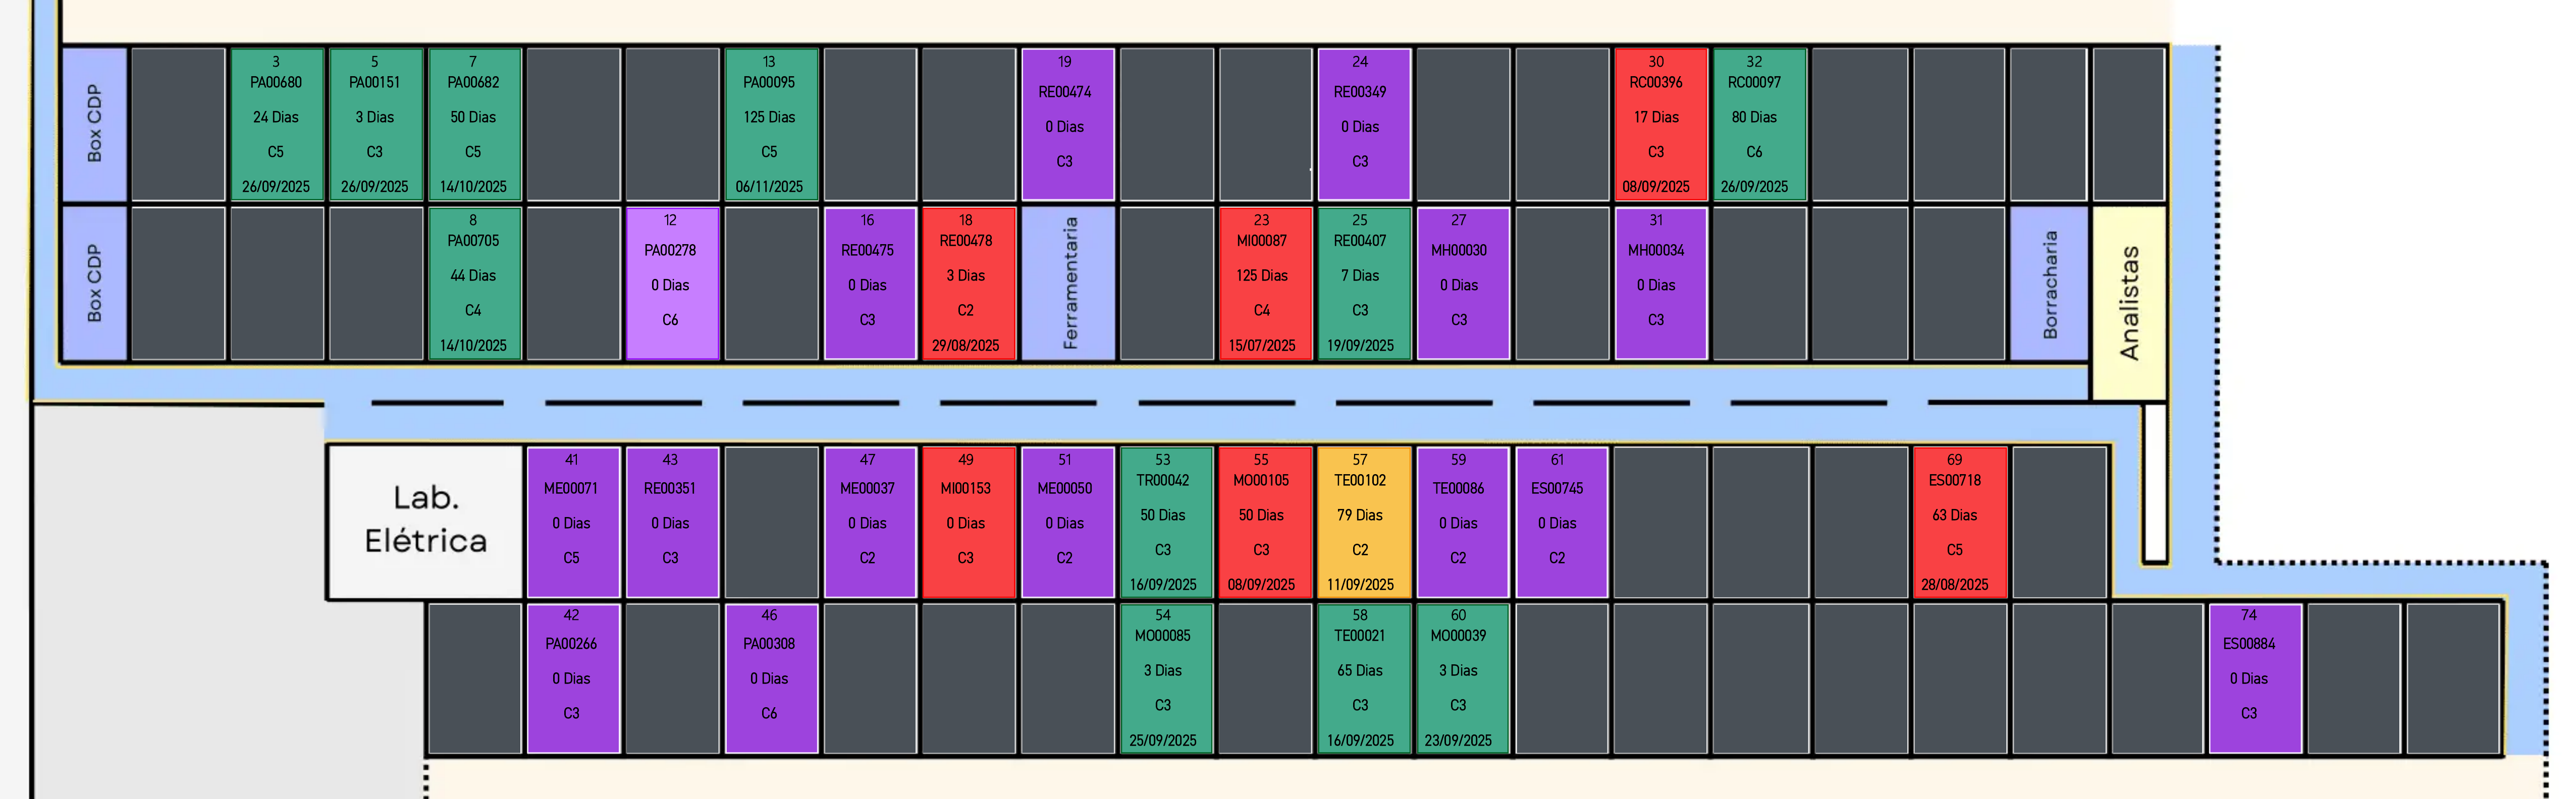 Box CDP
3
PA00680
24 Dias
C5
26/09/2025
5
PA00151
3 Dias
C3
26/09/2025
7
PA00682
50 Dias
C5
14/10/2025
13
PA00095
125 Dias
C5
06/11/2025
19
RE00474
0 Dias
C3
24
RE00349
0 Dias
C3
30
RC00396
17 Dias
C3
08/09/2025
32
RC00097
80 Dias
C6
26/09/2025
Box CDP
8
PA00705
44 Dias
C4
14/10/2025
12
PA00278
0 Dias
C6
16
RE00475
0 Dias
C3
18
RE00478
3 Dias
C2
29/08/2025
Ferramentaria
23
MI00087
125 Dias
C4
15/07/2025
25
RE00407
7 Dias
C3
19/09/2025
27
MH00030
0 Dias
C3
31
MH00034
0 Dias
C3
Borracharia
Analistas
Lab.
Elétrica
41
ME00071
0 Dias
C5
43
RE00351
0 Dias
C3
47
ME00037
0 Dias
C2
49
MI00153
0 Dias
C3
51
ME00050
0 Dias
C2
53
TR00042
50 Dias
C3
16/09/2025
55
MO00105
50 Dias
C3
08/09/2025
57
TE00102
79 Dias
C2
11/09/2025
59
TE00086
0 Dias
C2
61
ES00745
0 Dias
C2
69
ES00718
63 Dias
C5
28/08/2025
42
PA00266
0 Dias
C3
46
PA00308
0 Dias
C6
54
MO00085
3 Dias
C3
25/09/2025
58
TE00021
65 Dias
C3
16/09/2025
60
MO00039
3 Dias
C3
23/09/2025
74
ES00884
0 Dias
C3